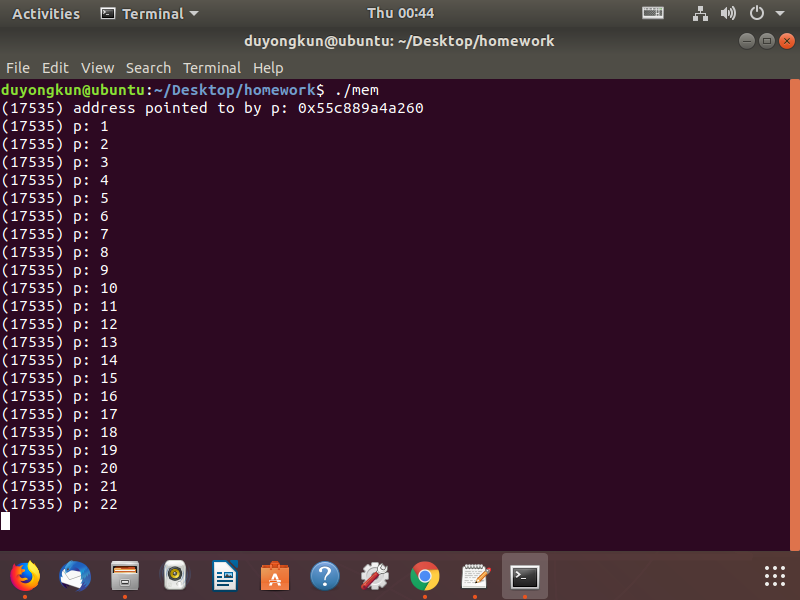 Activities Terminal Thu 00:44
duyongkun@ubuntu: ~/Desktop/homework
File Edit View Search Terminal Help
duyongkun@ubuntu:~/Desktop/homework$ ./mem
(17535) address pointed to by p: 0x55c889a4a260
(17535) p: 1
(17535) p: 2
(17535) p: 3
(17535) p: 4
(17535) p: 5
(17535) p: 6
(17535) p: 7
(17535) p: 8
(17535) p: 9
(17535) p: 10
(17535) p: 11
(17535) p: 12
(17535) p: 13
(17535) p: 14
(17535) p: 15
(17535) p: 16
(17535) p: 17
(17535) p: 18
(17535) p: 19
(17535) p: 20
(17535) p: 21
(17535) p: 22